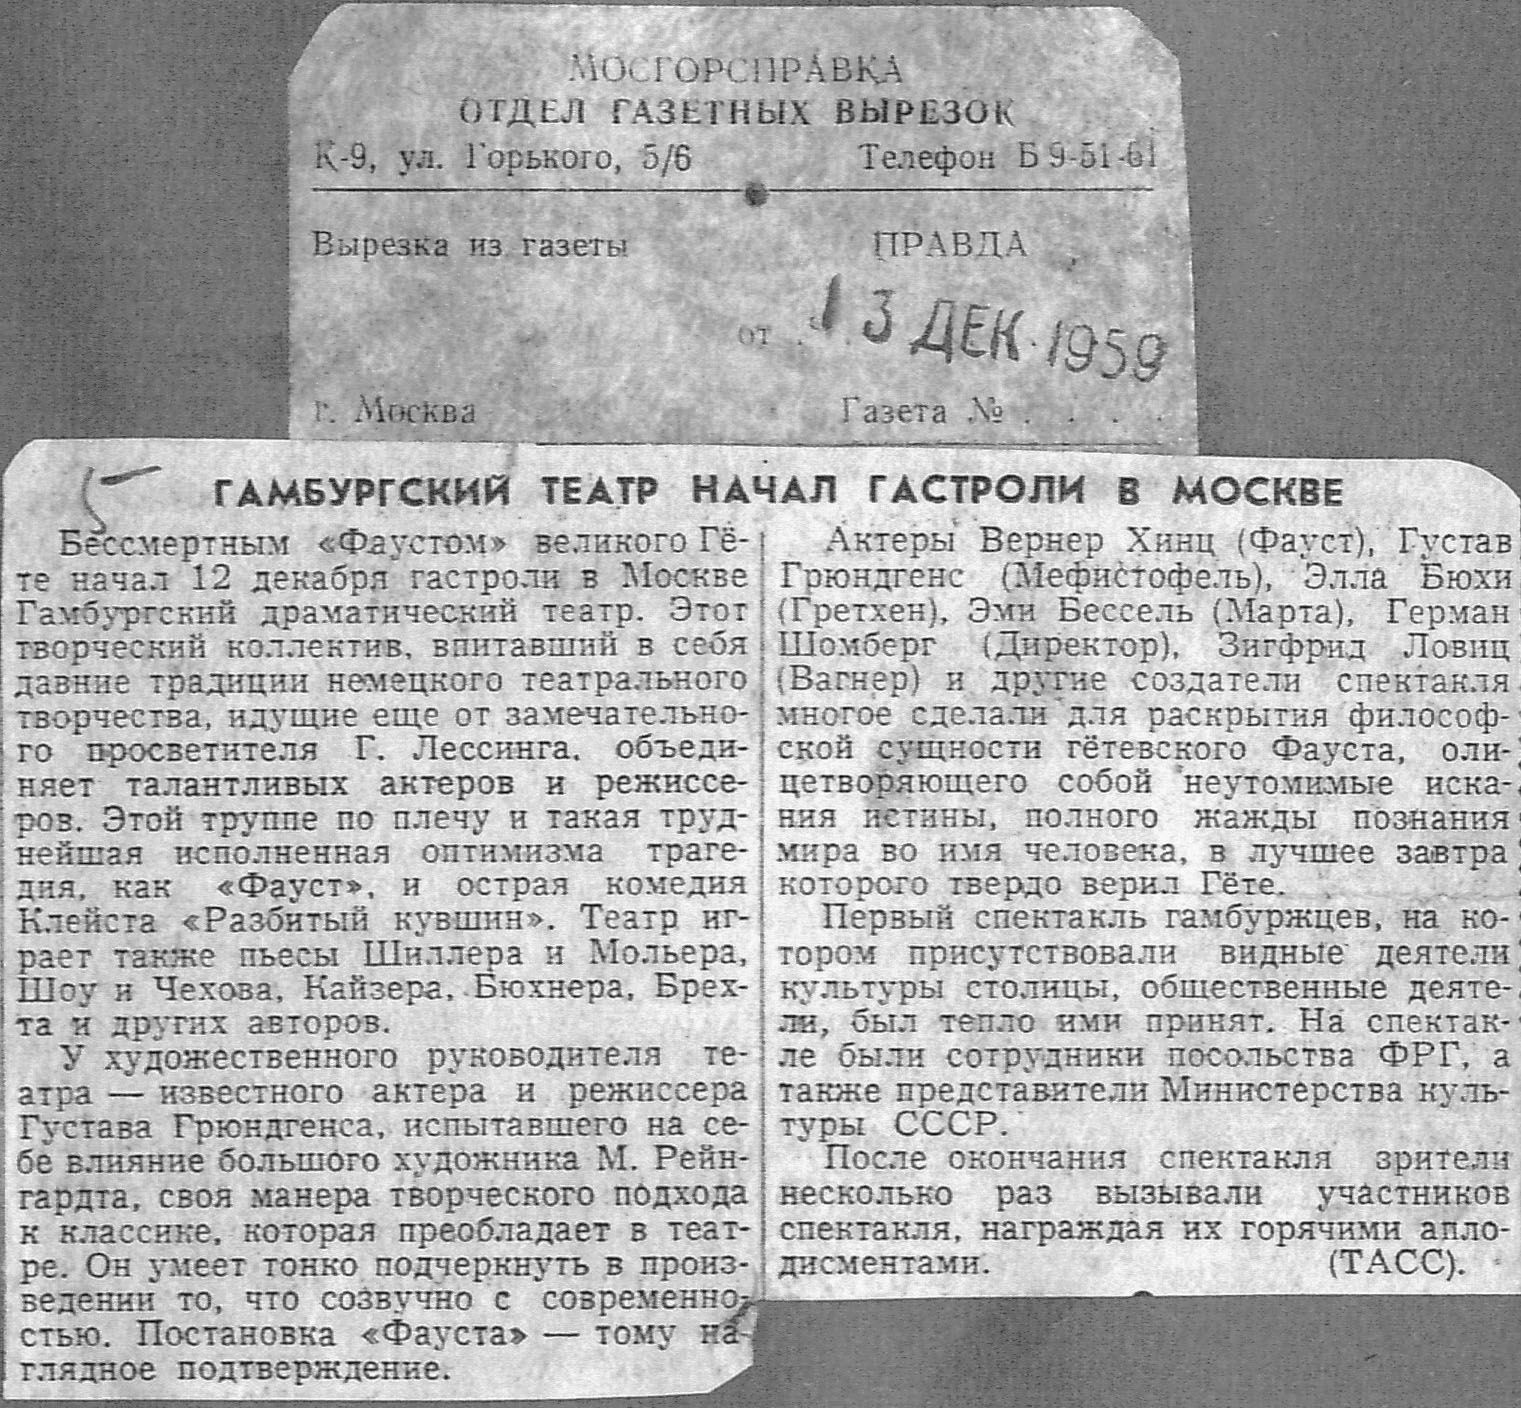 МОСГОРСПРАВКА
ОТДЕЛ ГАЗЕТНЫХ ВЫРЕЗОК
К-9, ул. Горького, 5/6 Телефон Б 9-51-61
Вырезка из газеты ПРАВДА
от . 13 ДЕК. 1959
г. Москва Газета № . . . .
5
ГАМБУРГСКИЙ ТЕАТР НАЧАЛ ГАСТРОЛИ В МОСКВЕ
Бессмертным «Фаустом» великого Гё-
те начал 12 декабря гастроли в Москве
Гамбургский драматический театр. Этот
творческий коллектив, впитавший в себя
давние традиции немецкого театрального
творчества, идущие еще от замечательно-
го просветителя Г. Лессинга, объеди-
няет талантливых актеров и режиссе-
ров. Этой труппе по плечу и такая труд-
нейшая исполненная оптимизма траге-
дия, как «Фауст», и острая комедия
Клейста «Разбитый кувшин». Театр иг-
рает также пьесы Шиллера и Мольера,
Шоу и Чехова, Кайзера, Бюхнера, Брех-
та и других авторов.
У художественного руководителя те-
атра — известного актера и режиссера
Густава Грюндгенса, испытавшего на се-
бе влияние большого художника М. Рейн-
гардта, своя манера творческого подхода
к классике, которая преобладает в теат-
ре. Он умеет тонко подчеркнуть в произ-
ведении то, что созвучно с современно-
стью. Постановка «Фауста» — тому на-
глядное подтверждение.
Актеры Вернер Хинц (Фауст), Густав
Грюндгенс (Мефистофель), Элла Бюхи
(Гретхен), Эми Бессель (Марта), Герман
Шомберг (Директор), Зигфрид Ловиц
(Вагнер) и другие создатели спектакля
многое сделали для раскрытия философ-
ской сущности гётевского Фауста, оли-
цетворяющего собой неутомимые иска-
ния истины, полного жажды познания
мира во имя человека, в лучшее завтра
которого твердо верил Гёте.
Первый спектакль гамбуржцев, на ко-
тором присутствовали видные деятели
культуры столицы, общественные деяте-
ли, был тепло ими принят. На спектак-
ле были сотрудники посольства ФРГ, а
также представители Министерства куль-
туры СССР.
После окончания спектакля зрители
несколько раз вызывали участников
спектакля, награждая их горячими апло-
дисментами. (ТАСС).